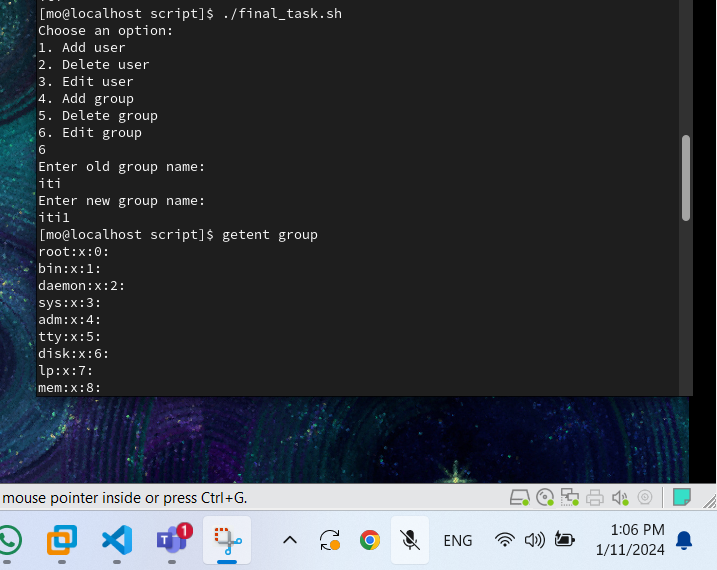 [mo@localhost script]$ ./final_task.sh
Choose an option:
1. Add user
2. Delete user
3. Edit user
4. Add group
5. Delete group
6. Edit group
6
Enter old group name:
iti
Enter new group name:
iti1
[mo@localhost script]$ getent group
root:x:0:
bin:x:1:
daemon:x:2:
sys:x:3:
adm:x:4:
tty:x:5:
disk:x:6:
lp:x:7:
mem:x:8:
mouse pointer inside or press Ctrl+G.
1
ENG
1:06 PM
1/11/2024